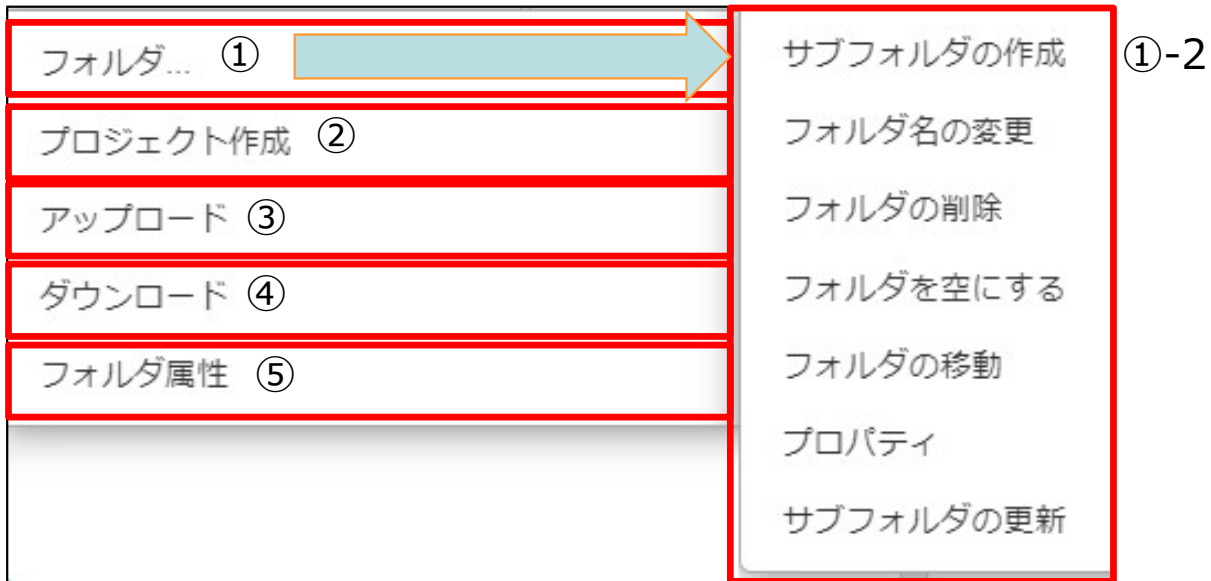 フォルダ... ①
プロジェクト作成 ②
アップロード ③
ダウンロード ④
フォルダ属性 ⑤
サブフォルダの作成
フォルダ名の変更
フォルダの削除
フォルダを空にする
フォルダの移動
プロパティ
サブフォルダの更新
①-2